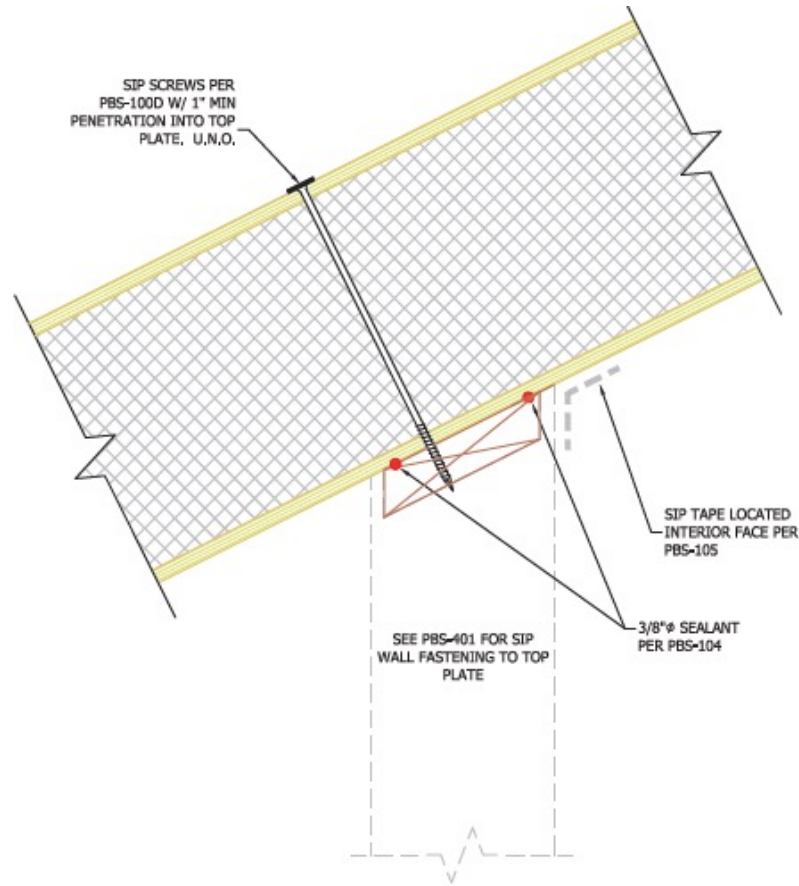 SIP SCREWS PER
PBS-100D W/ 1" MIN
PENETRATION INTO TOP
PLATE. U.N.O.
SIP TAPE LOCATED
INTERIOR FACE PER
PBS-105
SEE PBS-401 FOR SIP
WALL FASTENING TO TOP
PLATE
3/8"⌀ SEALANT
PER PBS-104